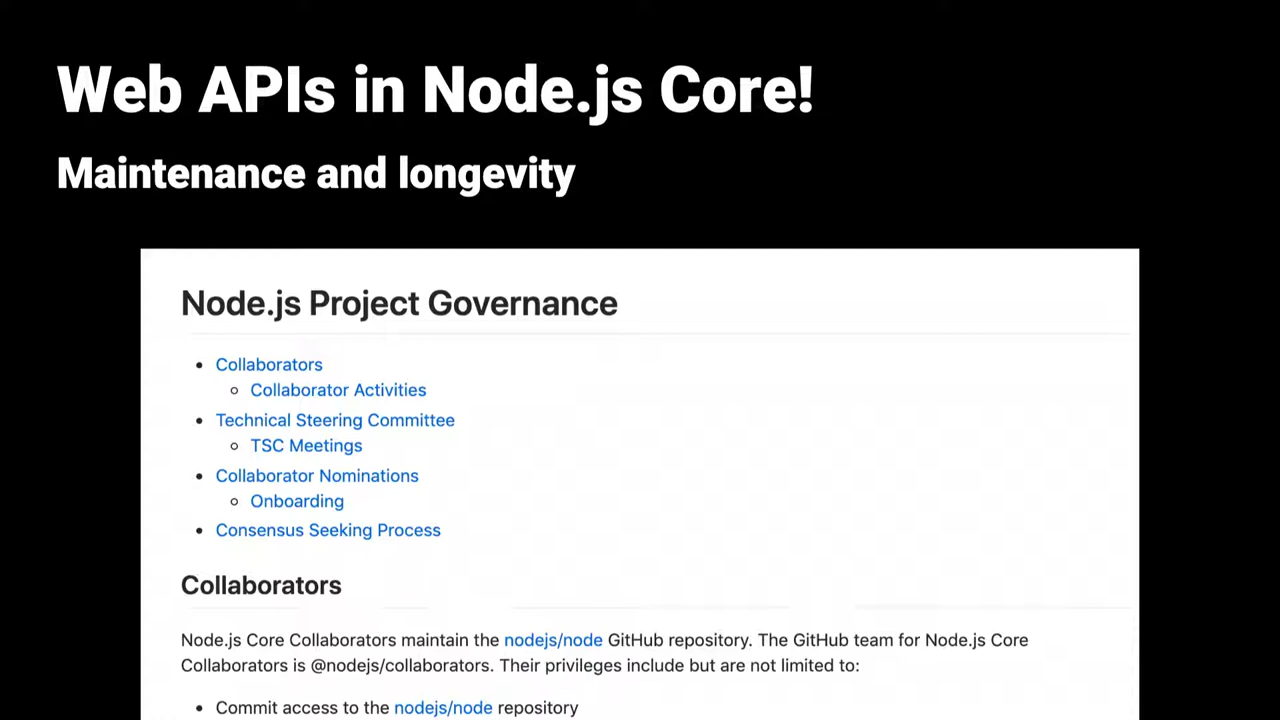 Web APIs in Node.js Core!
Maintenance and longevity
Node.js Project Governance
Collaborators
Collaborator Activities
Technical Steering Committee
TSC Meetings
Collaborator Nominations
Onboarding
Consensus Seeking Process
Collaborators
Node.js Core Collaborators maintain the nodejs/node GitHub repository. The GitHub team for Node.js Core
Collaborators is @nodejs/collaborators. Their privileges include but are not limited to:
Commit access to the nodejs/node repository